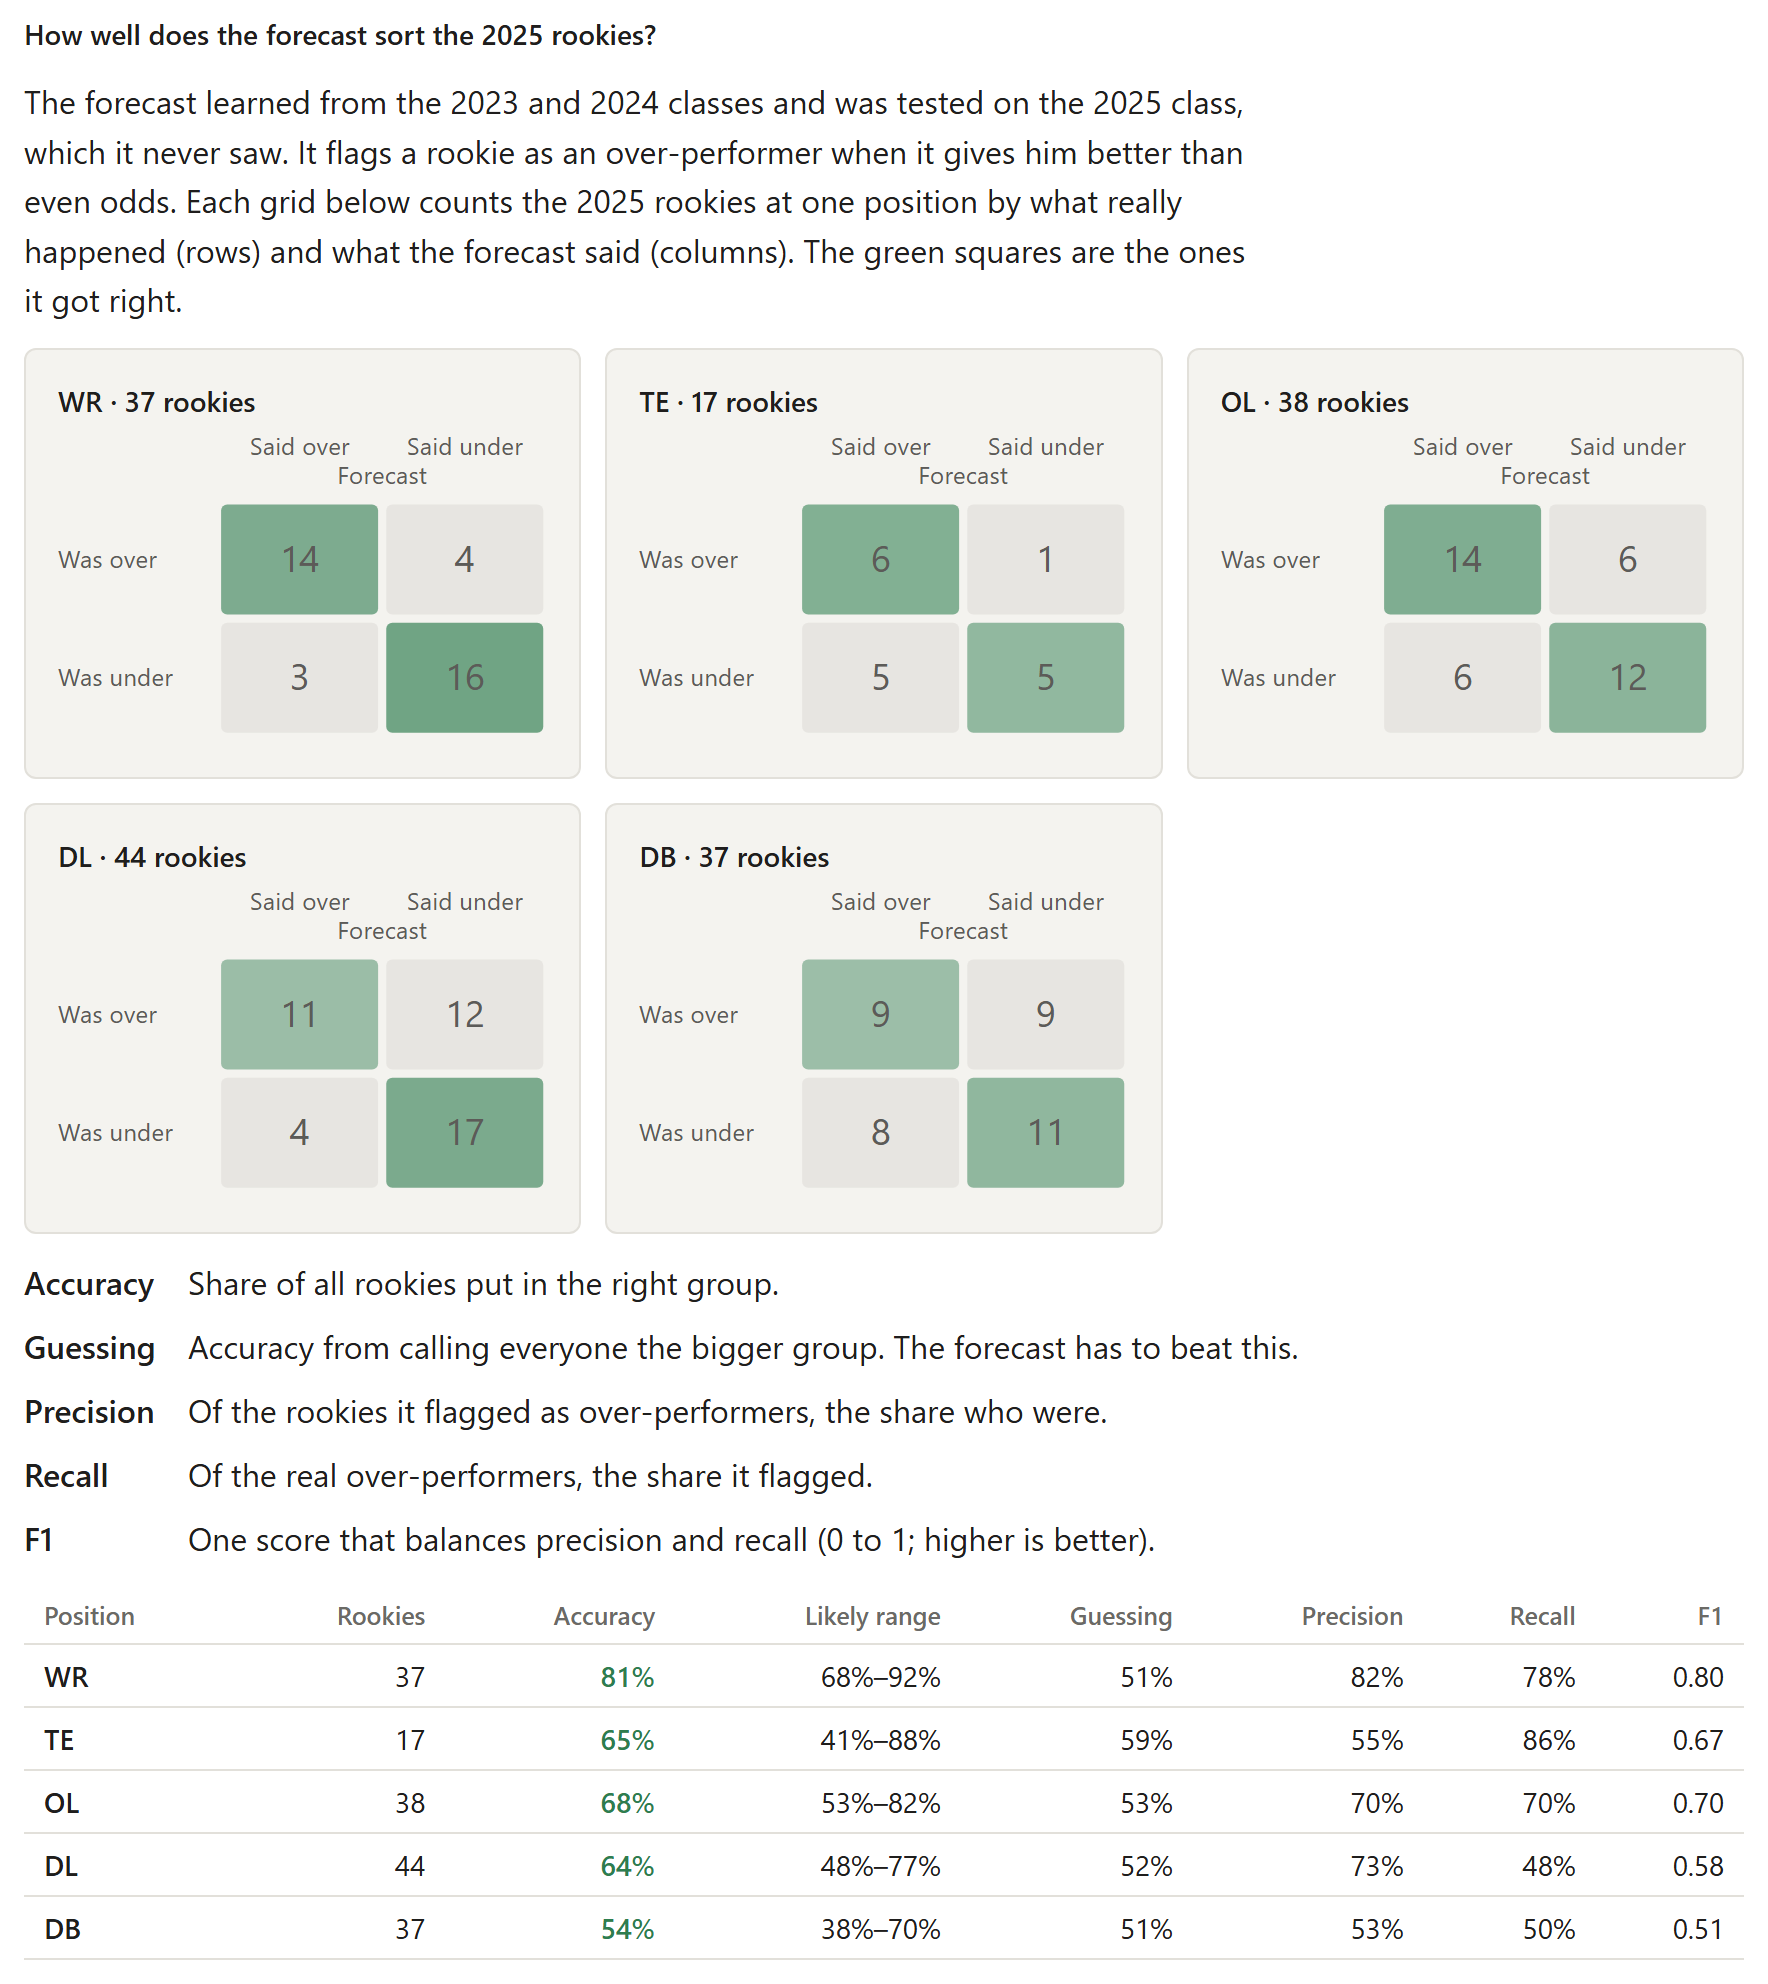 How well does the forecast sort the 2025 rookies?
The forecast learned from the 2023 and 2024 classes and was tested on the 2025 class,
which it never saw. It flags a rookie as an over-performer when it gives him better than
even odds. Each grid below counts the 2025 rookies at one position by what really
happened (rows) and what the forecast said (columns). The green squares are the ones
it got right.
WR · 37 rookies
Said over Said under
Forecast
Was over 14 4
Was under 3 16
TE · 17 rookies
Said over Said under
Forecast
Was over 6 1
Was under 5 5
OL · 38 rookies
Said over Said under
Forecast
Was over 14 6
Was under 6 12
DL · 44 rookies
Said over Said under
Forecast
Was over 11 12
Was under 4 17
DB · 37 rookies
Said over Said under
Forecast
Was over 9 9
Was under 8 11
Accuracy Share of all rookies put in the right group.
Guessing Accuracy from calling everyone the bigger group. The forecast has to beat this.
Precision Of the rookies it flagged as over-performers, the share who were.
Recall Of the real over-performers, the share it flagged.
F1 One score that balances precision and recall (0 to 1; higher is better).
Position Rookies Accuracy Likely range Guessing Precision Recall F1
WR 37 81% 68%–92% 51% 82% 78% 0.80
TE 17 65% 41%–88% 59% 55% 86% 0.67
OL 38 68% 53%–82% 53% 70% 70% 0.70
DL 44 64% 48%–77% 52% 73% 48% 0.58
DB 37 54% 38%–70% 51% 53% 50% 0.51